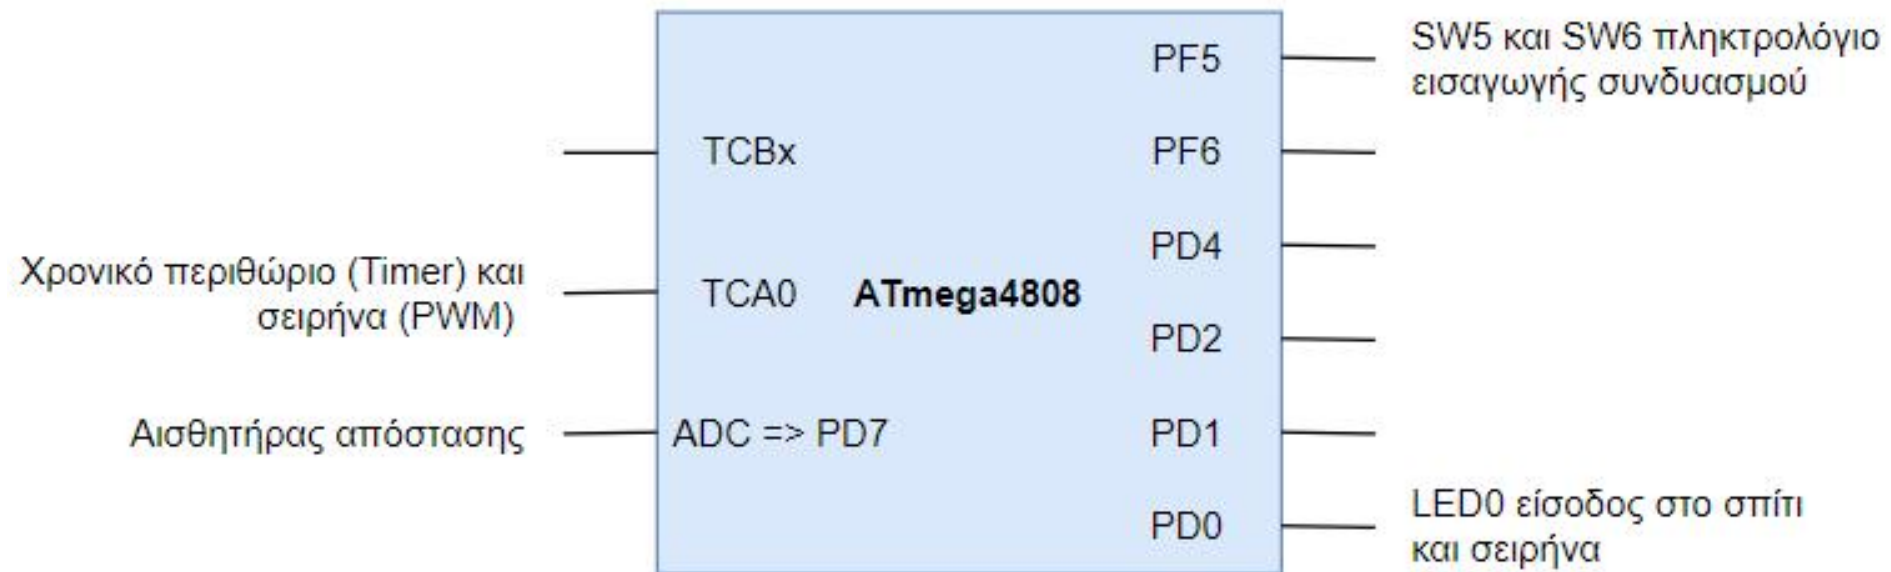 SW5 και SW6 πληκτρολόγιο
εισαγωγής συνδυασμού
PF5
TCBx
PF6
PD4
Χρονικό περιθώριο (Timer) και
σειρήνα (PWM)
TCA0
ATmega4808
PD2
Αισθητήρας απόστασης
ADC => PD7
PD1
PD0
LED0 είσοδος στο σπίτι
και σειρήνα